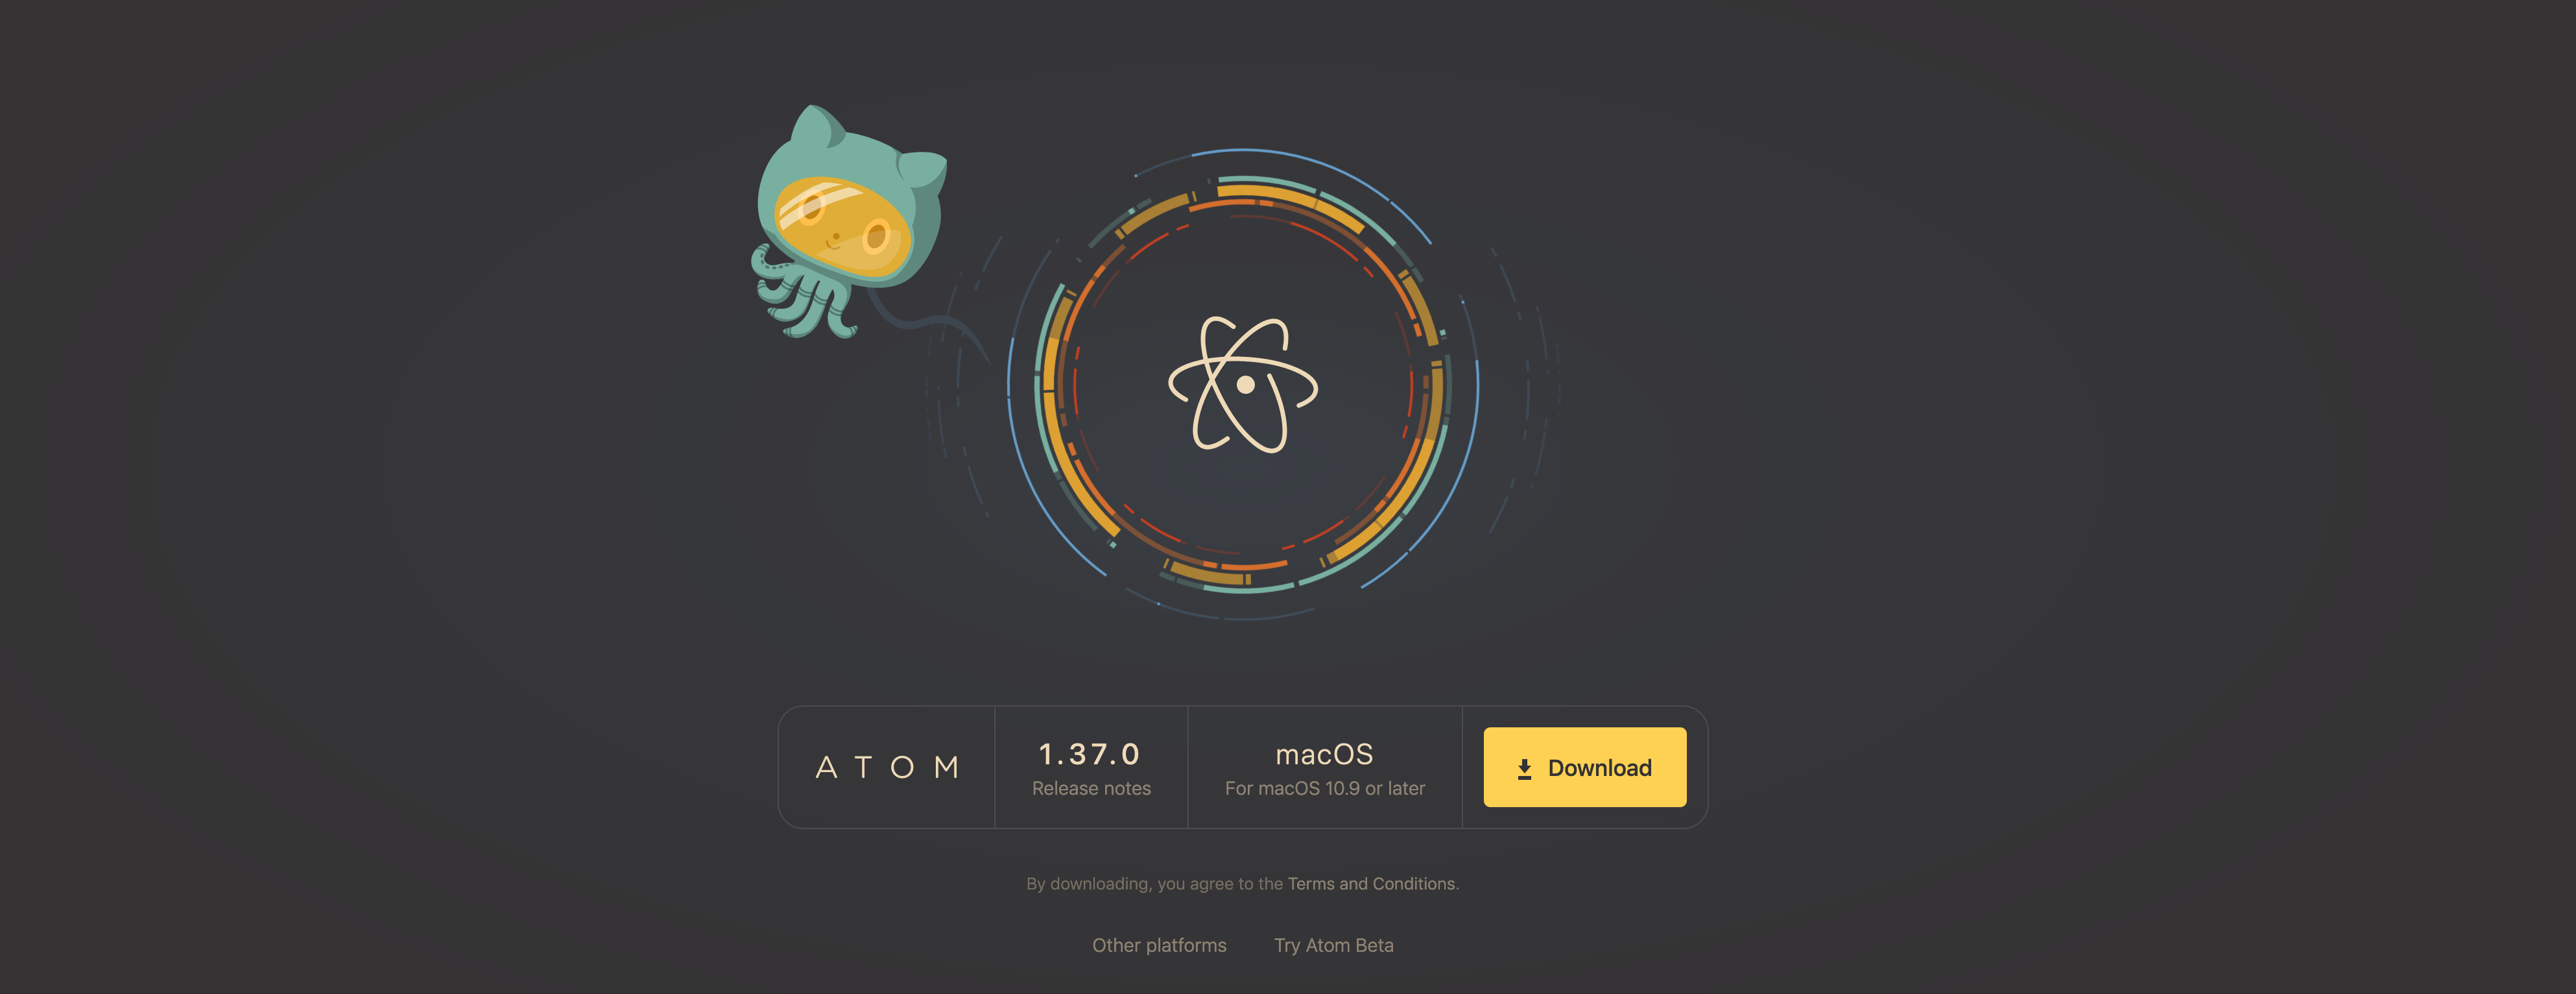 ATOM
1.37.0
Release notes
macOS
For macOS 10.9 or later
Download
By downloading, you agree to the Terms and Conditions.
Other platforms
Try Atom Beta